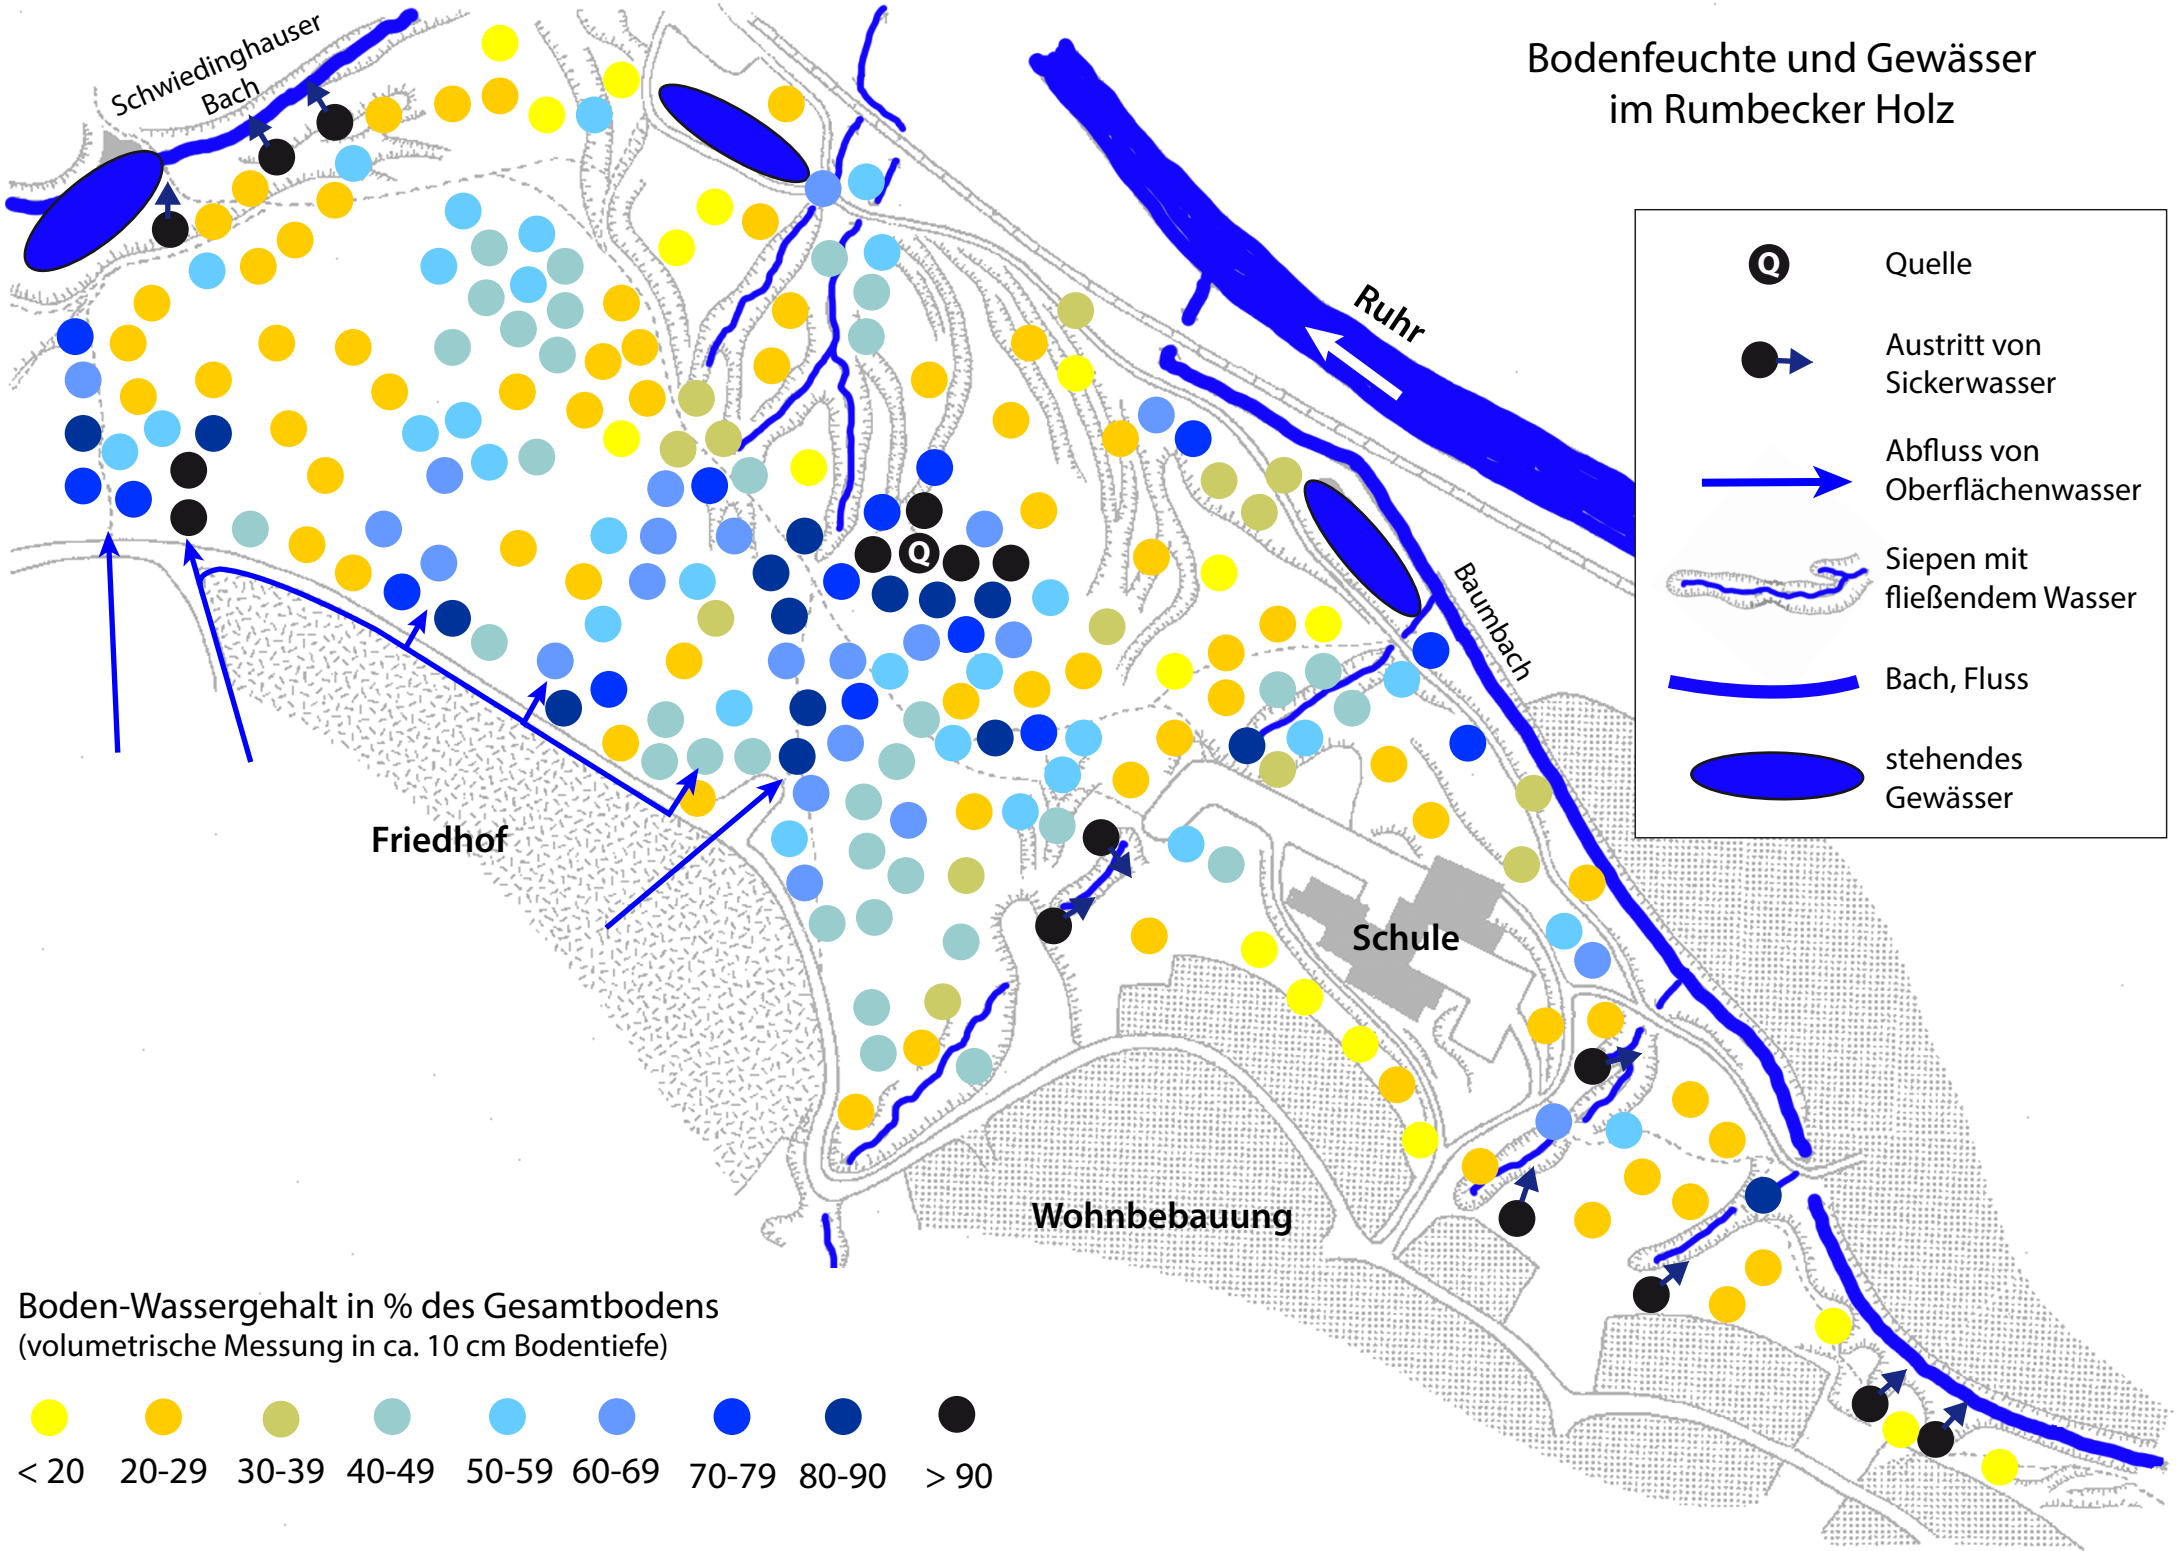 Bodenfeuchte und Gewässer
im Rumbecker Holz
Schwiedinghauser
Bach
Ruhr
Baumbach
Q
Q
Quelle
Austritt von
Sickerwasser
Abfluss von
Oberflächenwasser
Siepen mit
fließendem Wasser
Bach, Fluss
stehendes
Gewässer
Friedhof
Schule
Wohnbebauung
Boden-Wassergehalt in % des Gesamtbodens
(volumetrische Messung in ca. 10 cm Bodentiefe)
< 20 20-29 30-39 40-49 50-59 60-69 70-79 80-90 > 90